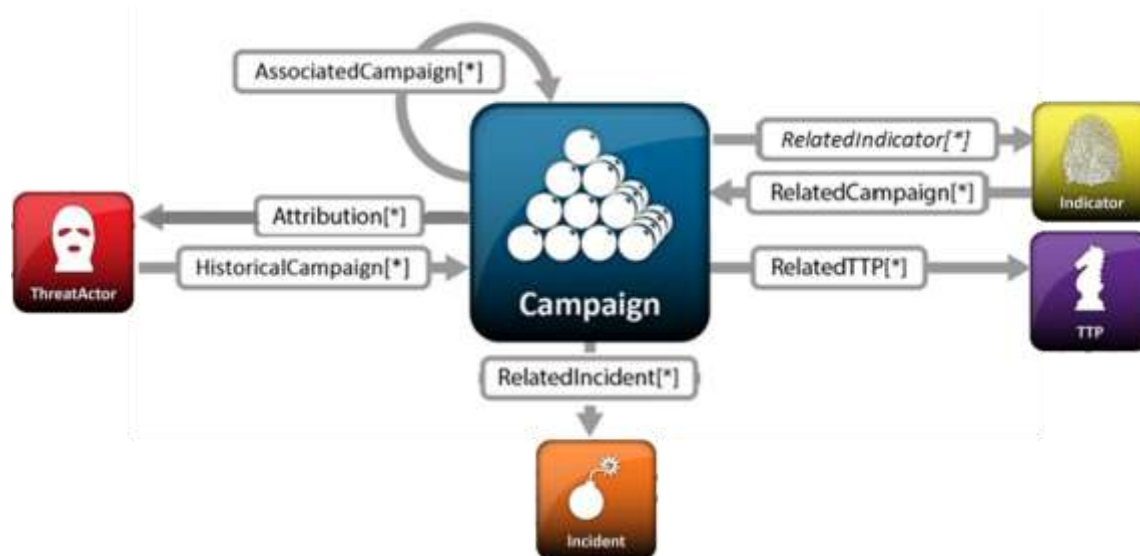 AssociatedCampaign[*]
RelatedIndicator[*]
RelatedCampaign[*]
Indicator
Attribution[*]
HistoricalCampaign[*]
ThreatActor
Campaign
RelatedTTP[*]
TTP
RelatedIncident[*]
Incident